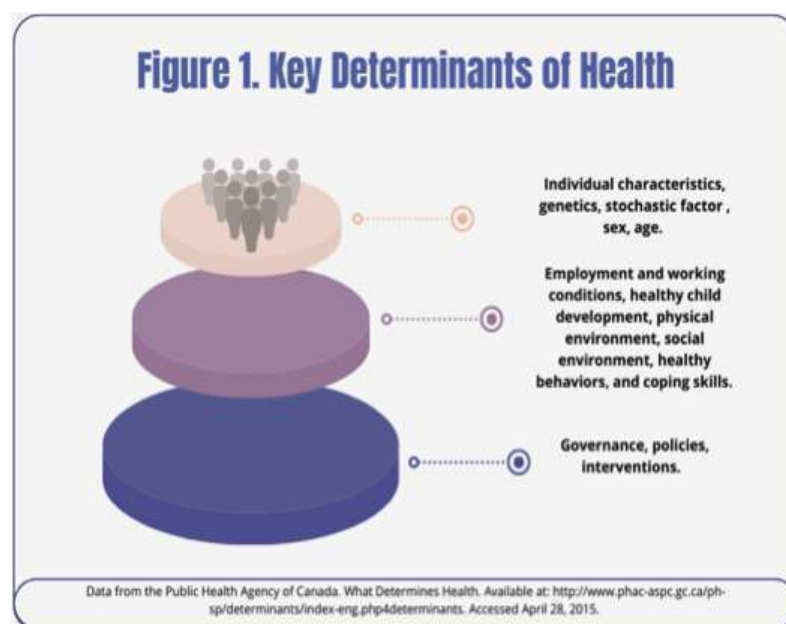 Figure 1. Key Determinants of Health
Individual characteristics,
genetics, stochastic factor ,
sex, age.
Employment and working
conditions, healthy child
development, physical
environment, social
environment, healthy
behaviors, and coping skills.
Governance, policies,
interventions.
Data from the Public Health Agency of Canada. What Determines Health. Available at: http://www.phac-aspc.gc.ca/ph-
sp/determinants/index-eng.php4determinants. Accessed April 28, 2015.